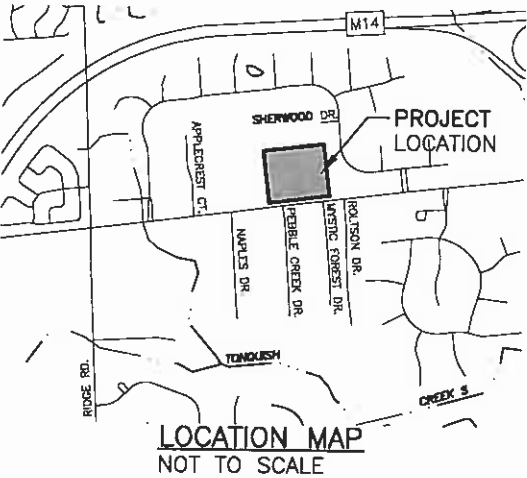 M14
SHERWOOD DR.
PROJECT
LOCATION
APPLECREST CT.
NAPLES DR.
PEBBLE CREEK DR.
MYSTIC FOREST DR.
ROLTSON DR.
TONQUISH
CREEK S
RIDGE RD.
LOCATION MAP
NOT TO SCALE